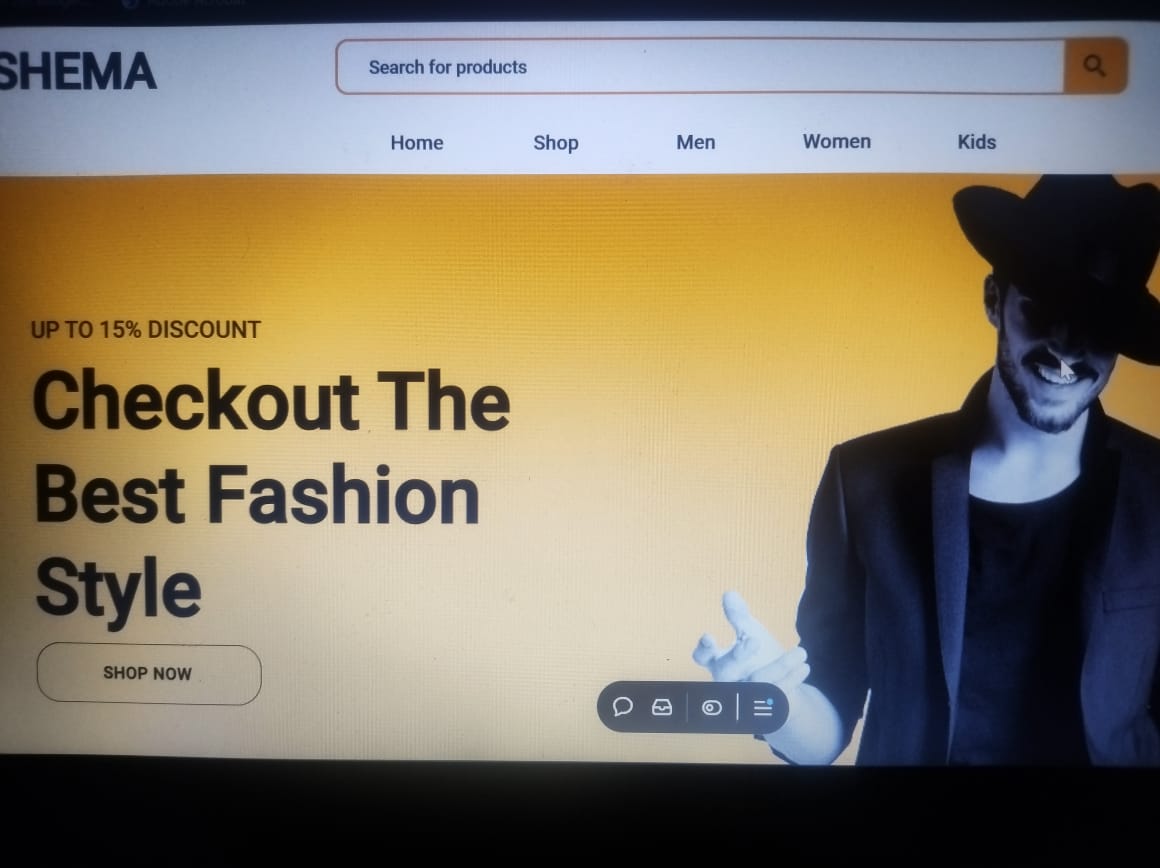 SHEMA
Search for products
Home Shop Men Women Kids
UP TO 15% DISCOUNT
Checkout The
Best Fashion
Style
SHOP NOW